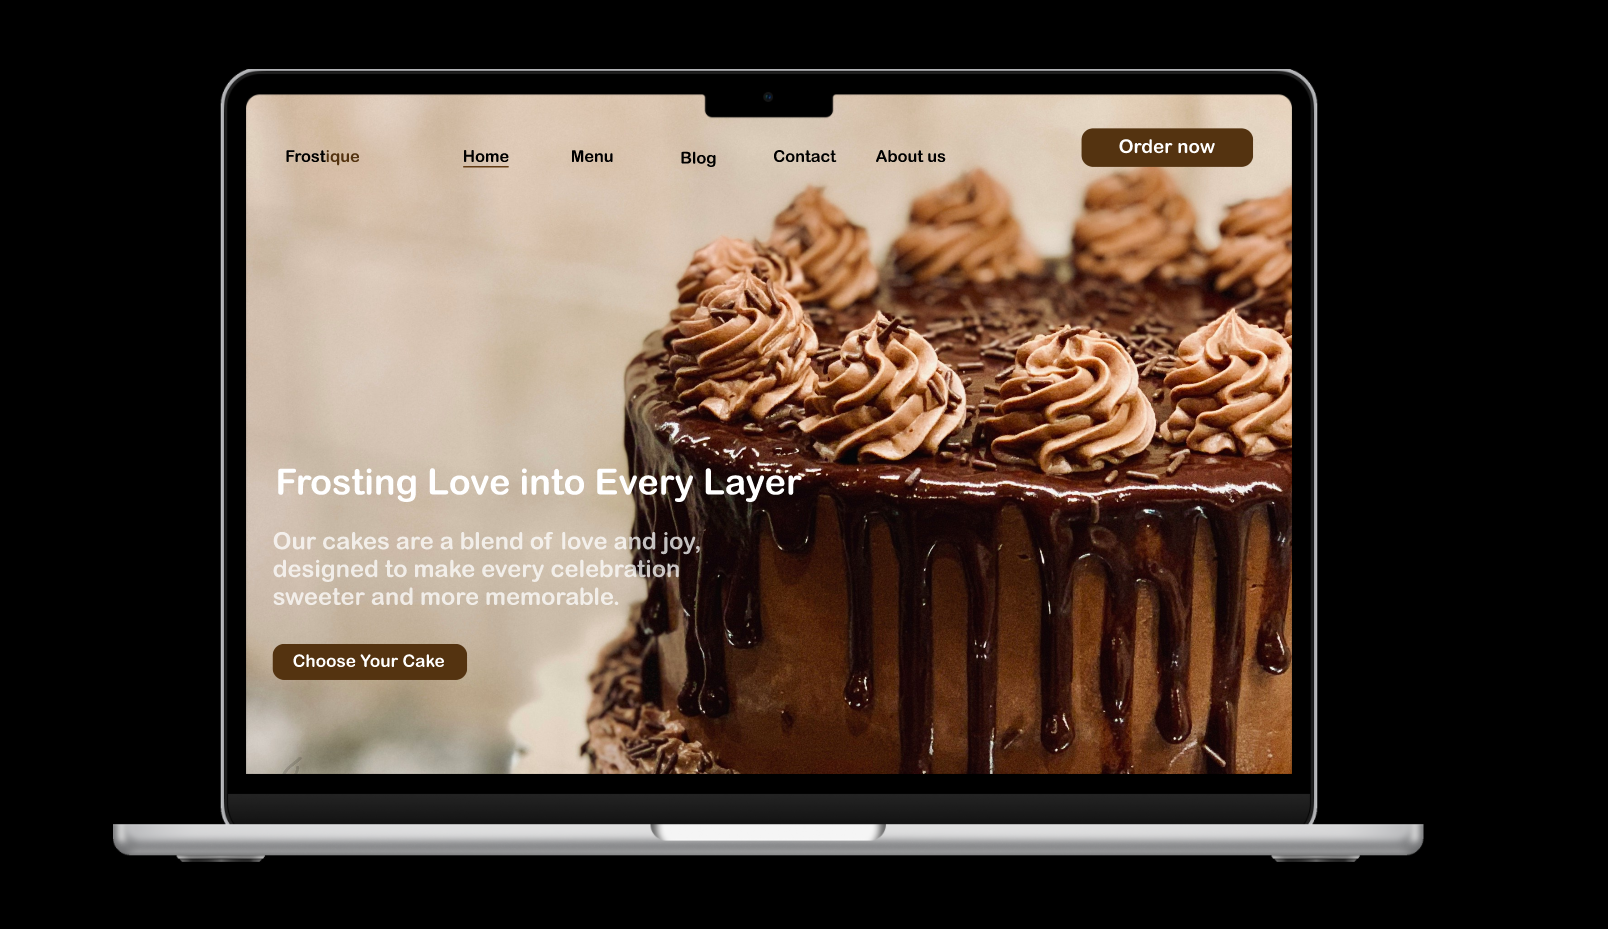 Frostique
Home
Menu
Blog
Contact
About us
Order now
Frosting Love into Every Layer
Our cakes are a blend of love and joy,
designed to make every celebration
sweeter and more memorable.
Choose Your Cake